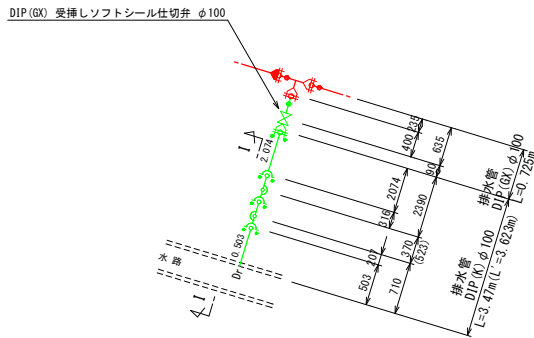 DIP(GX) 受挿しソフトシール仕切弁 φ100
235
400
635
I
2.074
90
2074
316
2390
排水管
DIP(GX) φ100
L=0.725m
0.503
水路
Dr
207
370
(523)
503
710
排水管
DIP(K) φ100
L=3.47m(L'=3.623m)
I